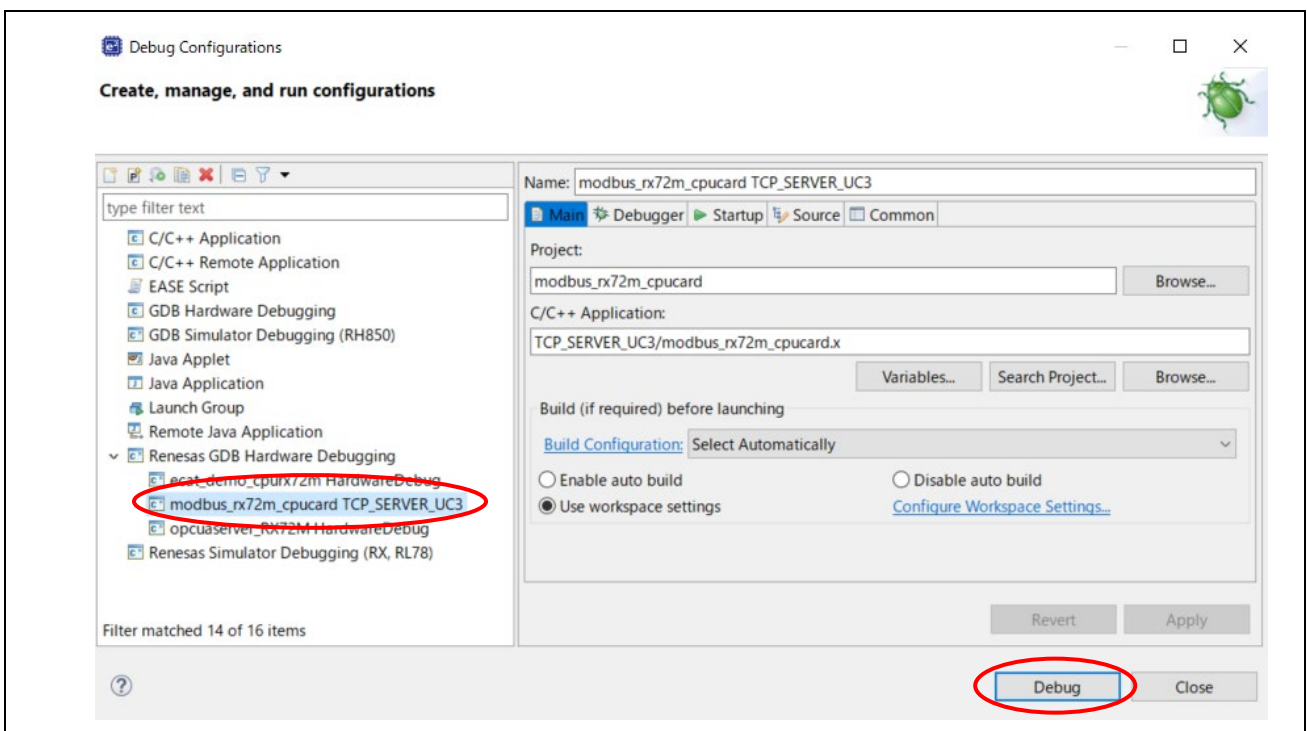 Debug Configurations
Create, manage, and run configurations
type filter text
C/C++ Application
C/C++ Remote Application
EASE Script
GDB Hardware Debugging
GDB Simulator Debugging (RH850)
Java Applet
Java Application
Launch Group
Remote Java Application
Renesas GDB Hardware Debugging
ecat_demo_cpurx72m HardwareDebug
modbus_rx72m_cpucard TCP_SERVER_UC3
opcuaserver_RX72M HardwareDebug
Renesas Simulator Debugging (RX, RL78)
Filter matched 14 of 16 items
Name: modbus_rx72m_cpucard TCP_SERVER_UC3
Main Debugger Startup Source Common
Project:
modbus_rx72m_cpucard Browse...
C/C++ Application:
TCP_SERVER_UC3/modbus_rx72m_cpucard.x
Variables... Search Project... Browse...
Build (if required) before launching
Build Configuration: Select Automatically
Enable auto build Disable auto build
Use workspace settings Configure Workspace Settings...
Revert Apply
Debug Close